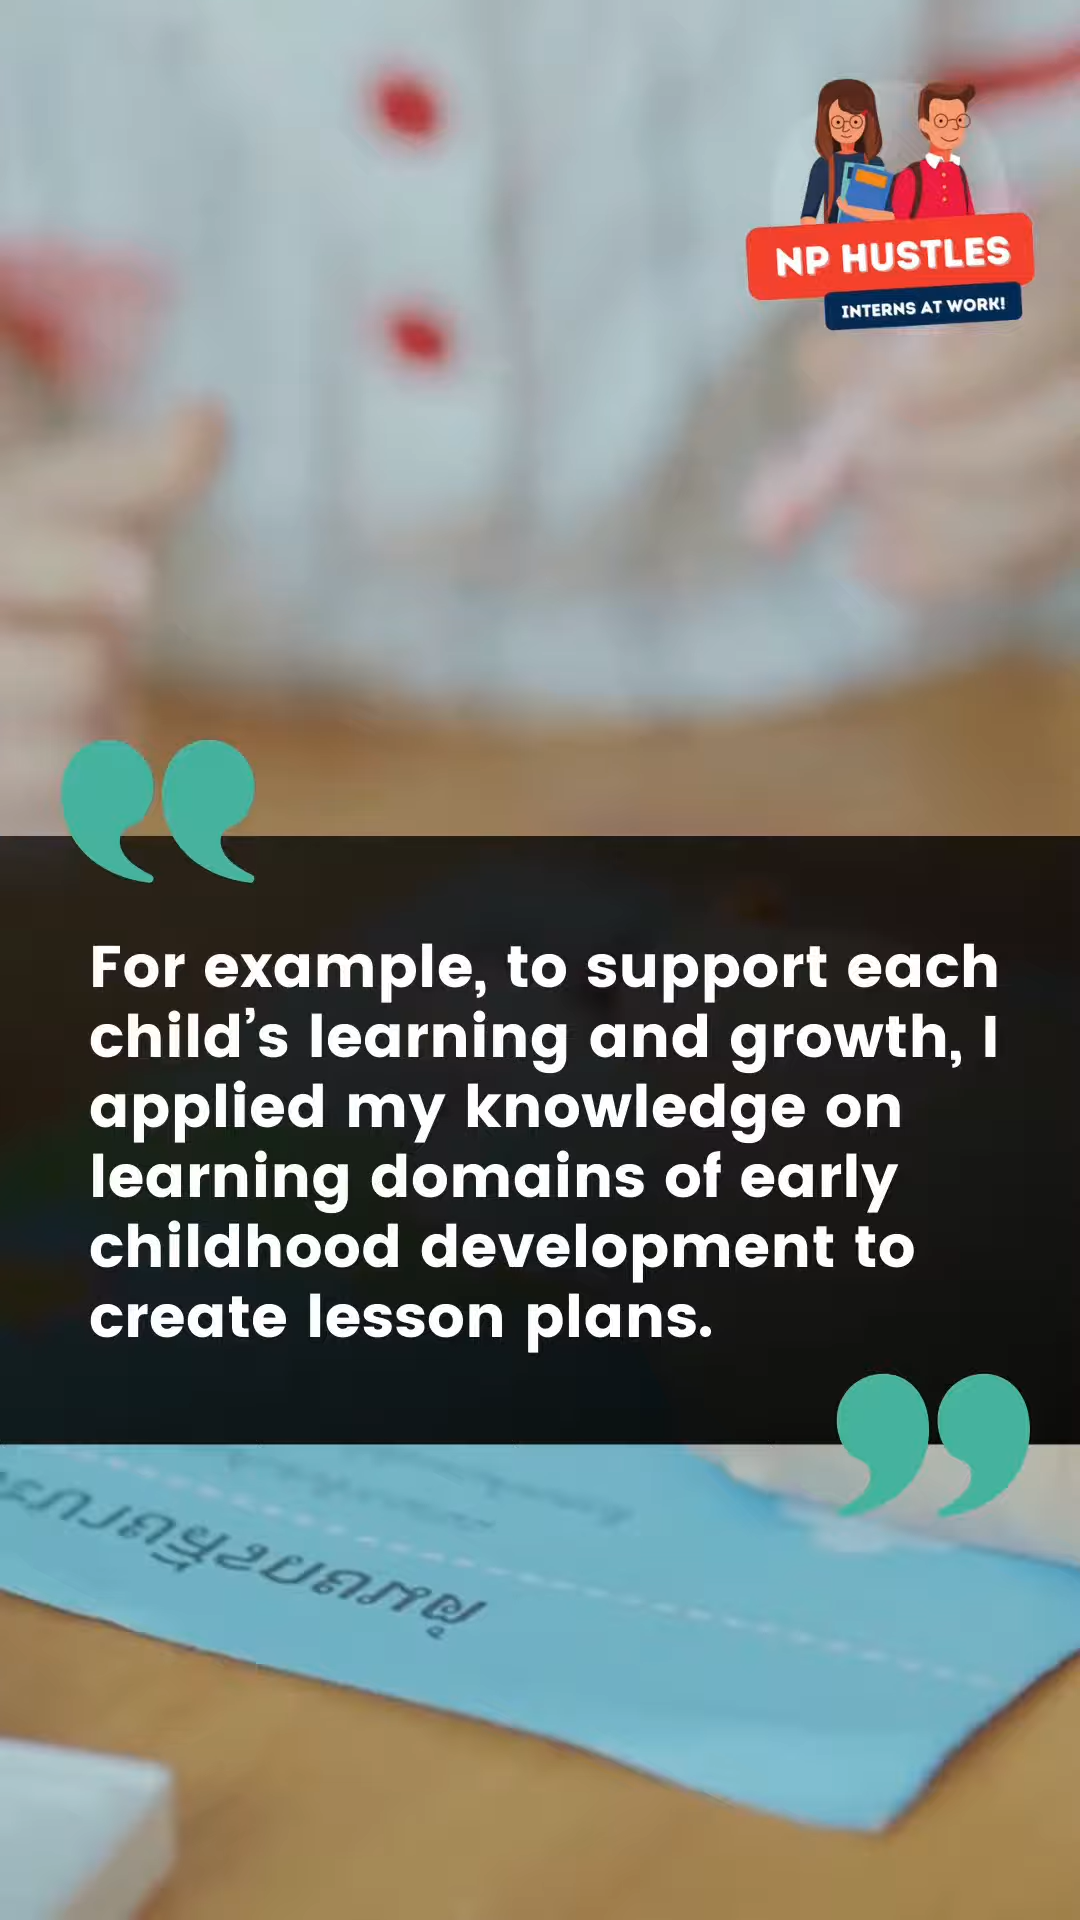 NP HUSTLES
INTERNS AT WORK!
For example, to support each
child’s learning and growth, I
applied my knowledge on
learning domains of early
childhood development to
create lesson plans.